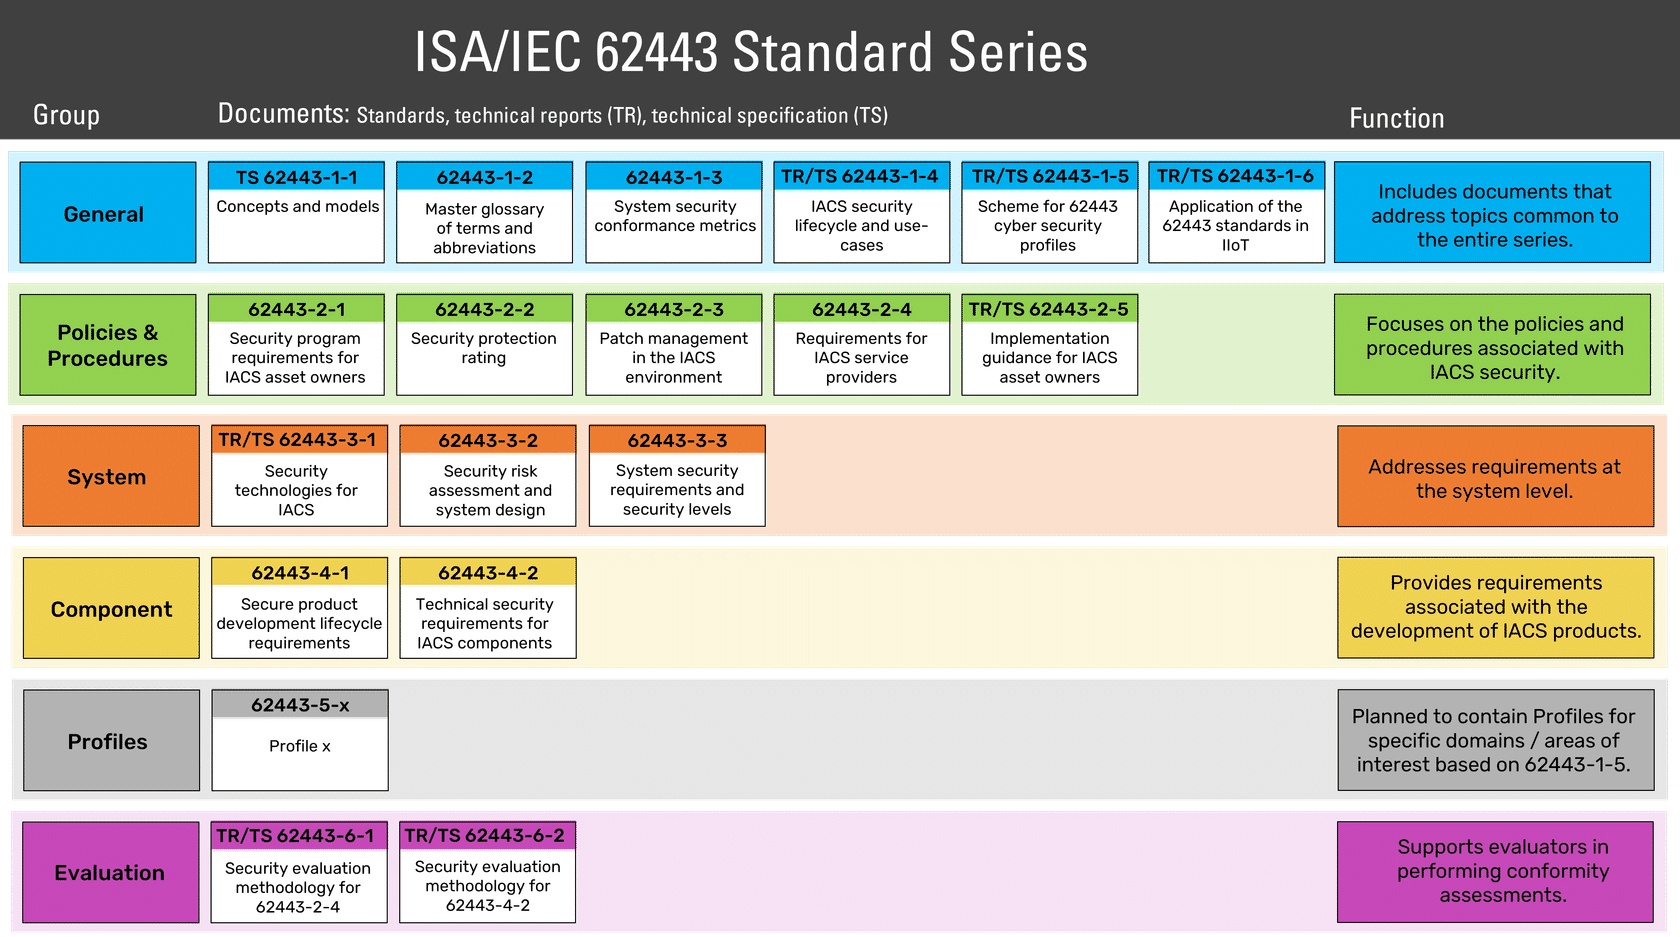 ISA/IEC 62443 Standard Series
Group
Documents: Standards, technical reports (TR), technical specification (TS)
Function
General
TS 62443-1-1
Concepts and models
62443-1-2
Master glossary
of terms and
abbreviations
62443-1-3
System security
conformance metrics
TR/TS 62443-1-4
IACS security
lifecycle and use-
cases
TR/TS 62443-1-5
Scheme for 62443
cyber security
profiles
TR/TS 62443-1-6
Application of the
62443 standards in
IIoT
Includes documents that
address topics common to
the entire series.
Policies &
Procedures
62443-2-1
Security program
requirements for
IACS asset owners
62443-2-2
Security protection
rating
62443-2-3
Patch management
in the IACS
environment
62443-2-4
Requirements for
IACS service
providers
TR/TS 62443-2-5
Implementation
guidance for IACS
asset owners
Focuses on the policies and
procedures associated with
IACS security.
System
TR/TS 62443-3-1
Security
technologies for
IACS
62443-3-2
Security risk
assessment and
system design
62443-3-3
System security
requirements and
security levels
Addresses requirements at
the system level.
Component
62443-4-1
Secure product
development lifecycle
requirements
62443-4-2
Technical security
requirements for
IACS components
Provides requirements
associated with the
development of IACS products.
Profiles
62443-5-x
Profile x
Planned to contain Profiles for
specific domains / areas of
interest based on 62443-1-5.
Evaluation
TR/TS 62443-6-1
Security evaluation
methodology for
62443-2-4
TR/TS 62443-6-2
Security evaluation
methodology for
62443-4-2
Supports evaluators in
performing conformity
assessments.